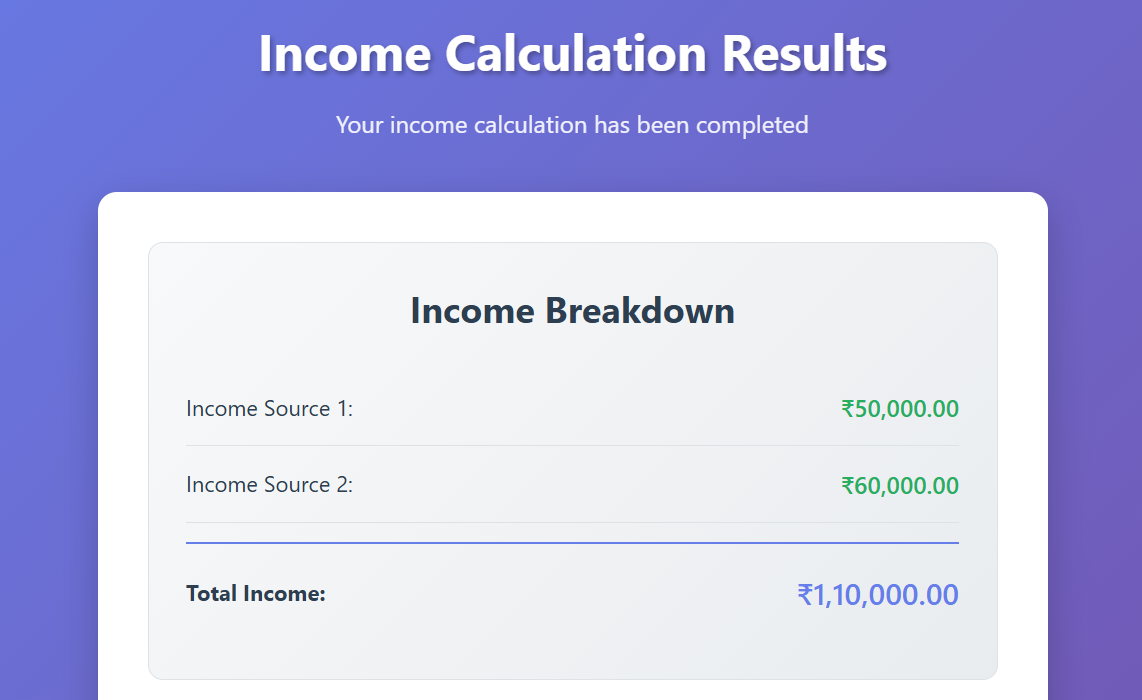 Income Calculation Results
Your income calculation has been completed
Income Breakdown
Income Source 1: ₹50,000.00
Income Source 2: ₹60,000.00
Total Income: ₹1,10,000.00